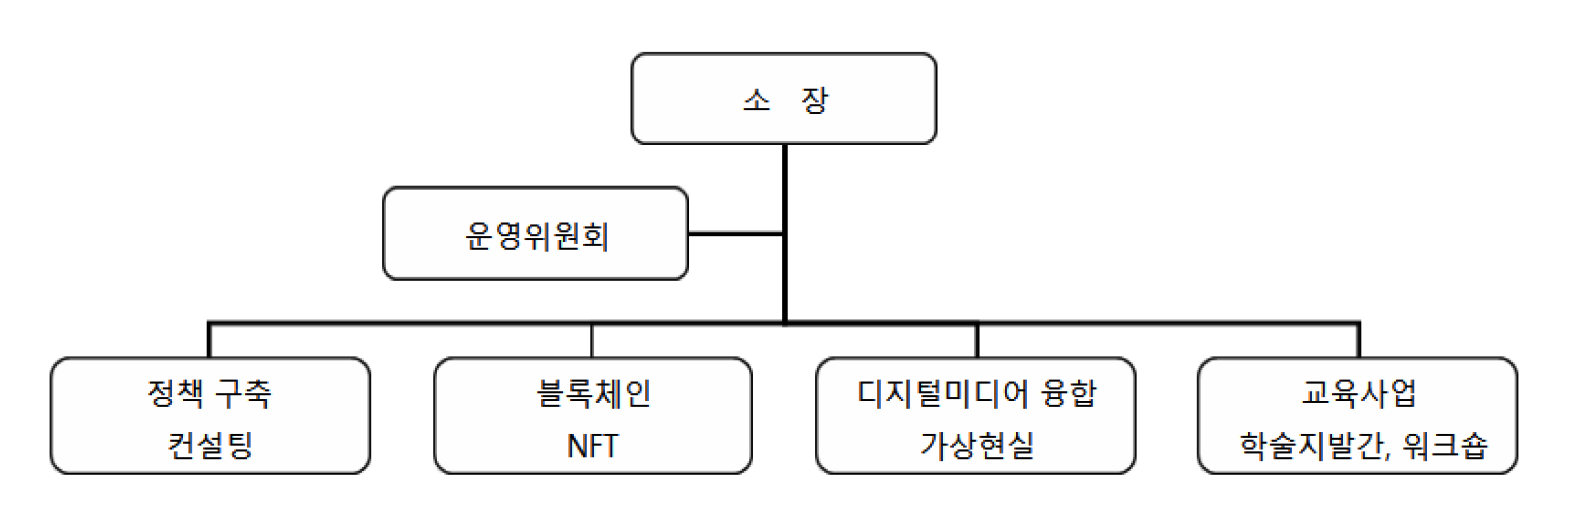 소 장
운영위원회
정책 구축
컨설팅
블록체인
NFT
디지털미디어 융합
가상현실
교육사업
학술지발간, 워크숍